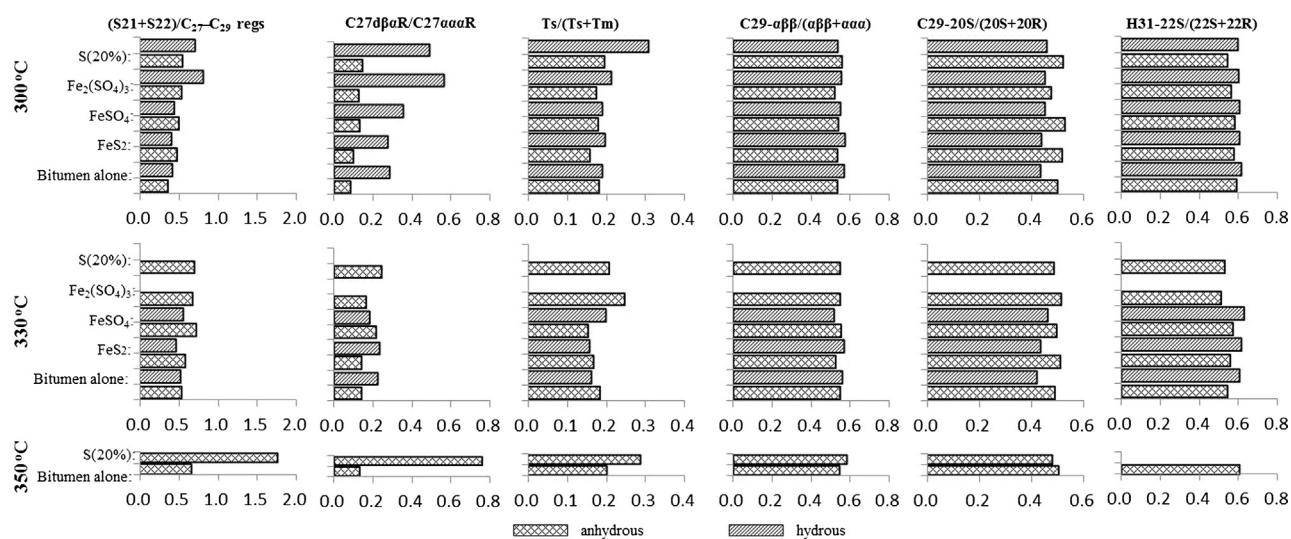 (S21+S22)/C₂₇–C₂₉ regs C27dβαR/C27αααR Ts/(Ts+Tm) C29-αββ/(αββ+ααα) C29-20S/(20S+20R) H31-22S/(22S+22R)
300 °C
S(20%):
Fe₂(SO₄)₃:
FeSO₄:
FeS₂:
Bitumen alone:
0.0 0.5 1.0 1.5 2.0 0.0 0.2 0.4 0.6 0.8 0.0 0.1 0.2 0.3 0.4 0.0 0.2 0.4 0.6 0.8 0.0 0.2 0.4 0.6 0.0 0.2 0.4 0.6 0.8
330 °C
S(20%):
Fe₂(SO₄)₃:
FeSO₄:
FeS₂:
Bitumen alone:
0.0 0.5 1.0 1.5 2.0 0.0 0.2 0.4 0.6 0.8 0.0 0.1 0.2 0.3 0.4 0.0 0.2 0.4 0.6 0.8 0.0 0.2 0.4 0.6 0.0 0.2 0.4 0.6 0.8
350 °C
S(20%):
Bitumen alone:
0.0 0.5 1.0 1.5 2.0 0.0 0.2 0.4 0.6 0.8 0.0 0.1 0.2 0.3 0.4 0.0 0.2 0.4 0.6 0.8 0.0 0.2 0.4 0.6 0.0 0.2 0.4 0.6 0.8
anhydrous hydrous